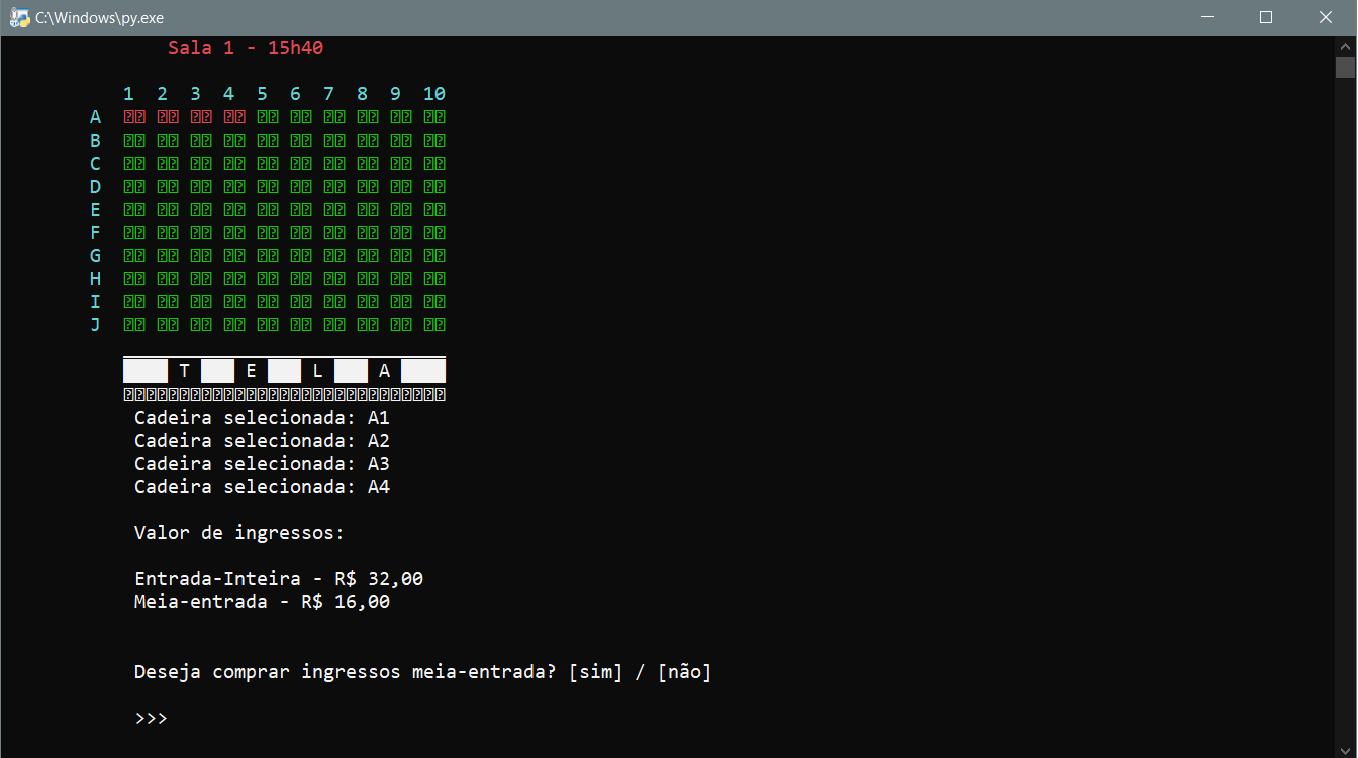 C:\Windows\py.exe
Sala 1 - 15h40
1 2 3 4 5 6 7 8 9 10
A
B
C
D
E
F
G
H
I
J
T E L A
Cadeira selecionada: A1
Cadeira selecionada: A2
Cadeira selecionada: A3
Cadeira selecionada: A4
Valor de ingressos:
Entrada-Inteira - R$ 32,00
Meia-entrada - R$ 16,00
Deseja comprar ingressos meia-entrada? [sim] / [não]
>>>